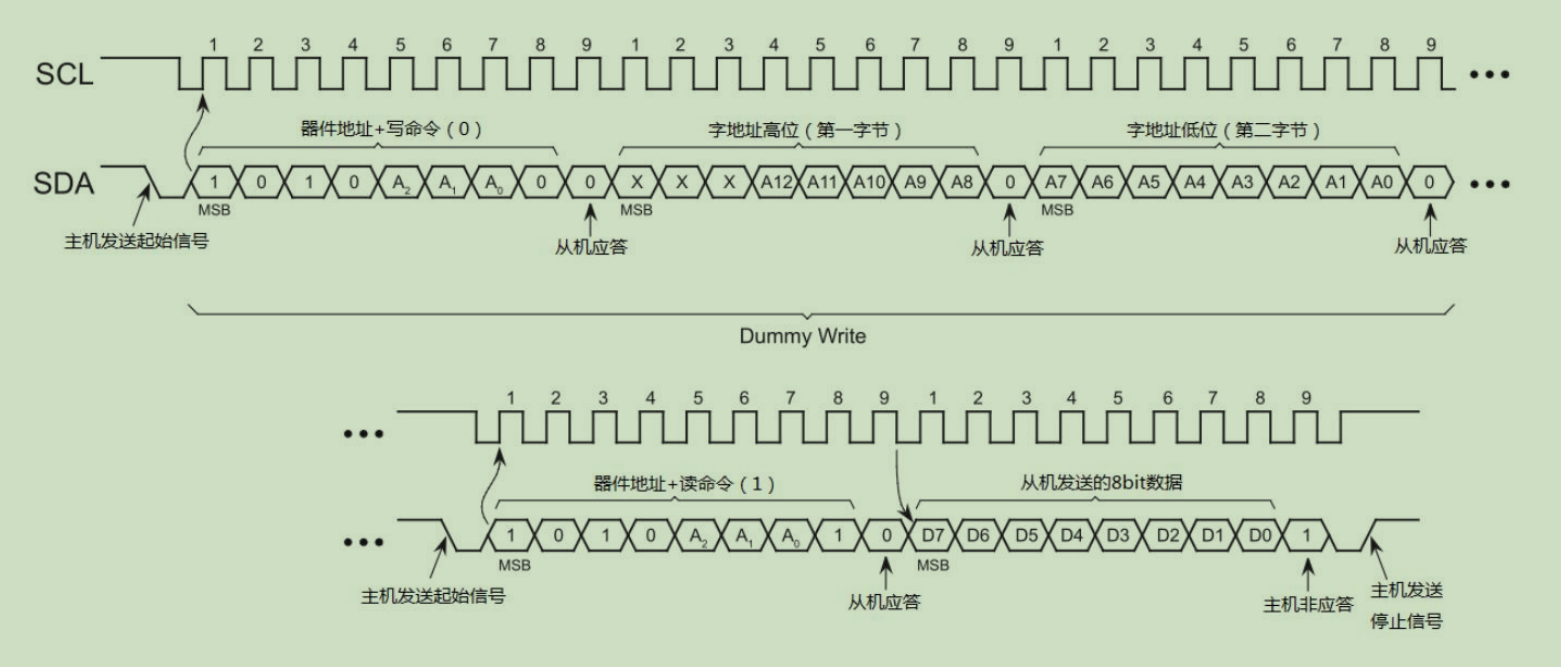 1 2 3 4 5 6 7 8 9 1 2 3 4 5 6 7 8 9 1 2 3 4 5 6 7 8 9
SCL •••
器件地址+写命令（0） 字地址高位（第一字节） 字地址低位（第二字节）
SDA 1 0 1 0 A₂ A₁ A₀ 0 0 X X X A12 A11 A10 A9 A8 0 A7 A6 A5 A4 A3 A2 A1 A0 0 •••
MSB MSB MSB
主机发送起始信号 从机应答 从机应答 从机应答
Dummy Write
1 2 3 4 5 6 7 8 9 1 2 3 4 5 6 7 8 9
•••
器件地址+读命令（1） 从机发送的8bit数据
••• 1 0 1 0 A₂ A₁ A₀ 1 0 D7 D6 D5 D4 D3 D2 D1 D0 1
MSB MSB
主机发送起始信号 从机应答 主机非应答 主机发送
停止信号